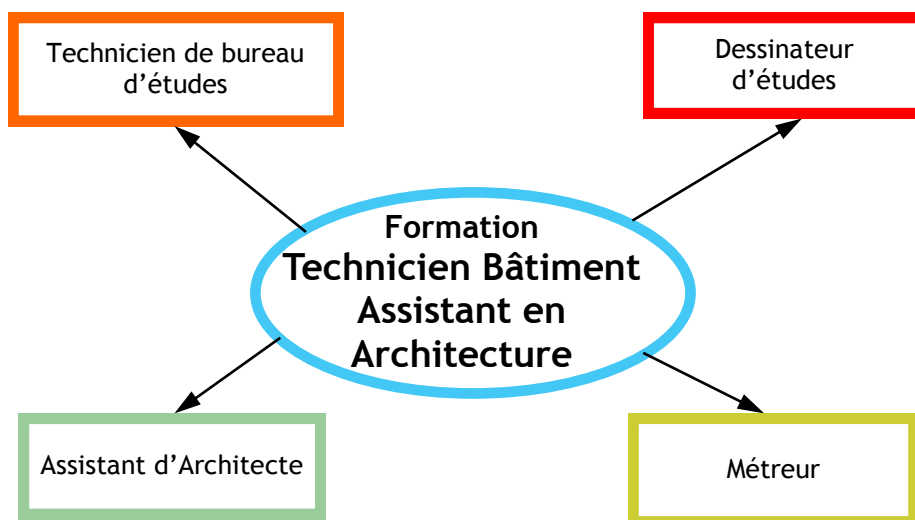 Technicien de bureau
d’études
Dessinateur
d’études
Formation
Technicien Bâtiment
Assistant en
Architecture
Assistant d’Architecte
Métreur